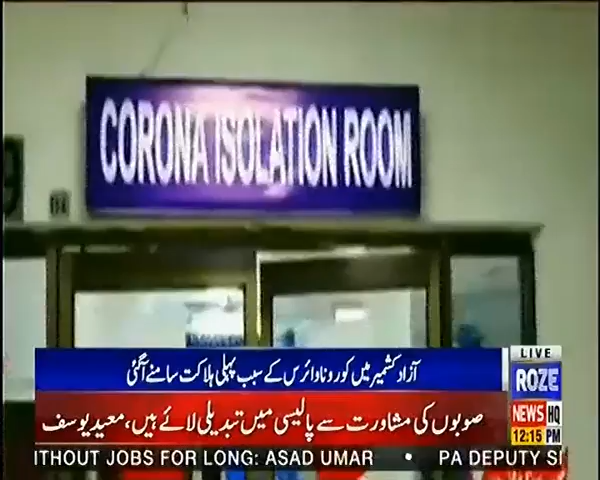 CORONA ISOLATION ROOM
آزاد کشمیر میں کورونا وائرس کے سبب پہلی ہلاکت سامنے آگئی
صوبوں کی مشاورت سے پالیسی میں تبدیلی لائے ہیں، معید یوسف
LIVE
ROZE
NEWS HQ
12:15 PM
ITHOUT JOBS FOR LONG: ASAD UMAR • PA DEPUTY S